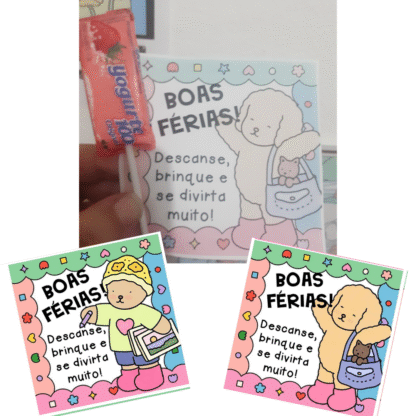 yogurte
100
BOAS
FÉRIAS!
Descanse,
brinque e
se divirta
muito!
BOAS
FÉRIAS!
Descanse,
brinque e
se divirta
muito!
BOAS
FÉRIAS!
Descanse,
brinque e
se divirta
muito!